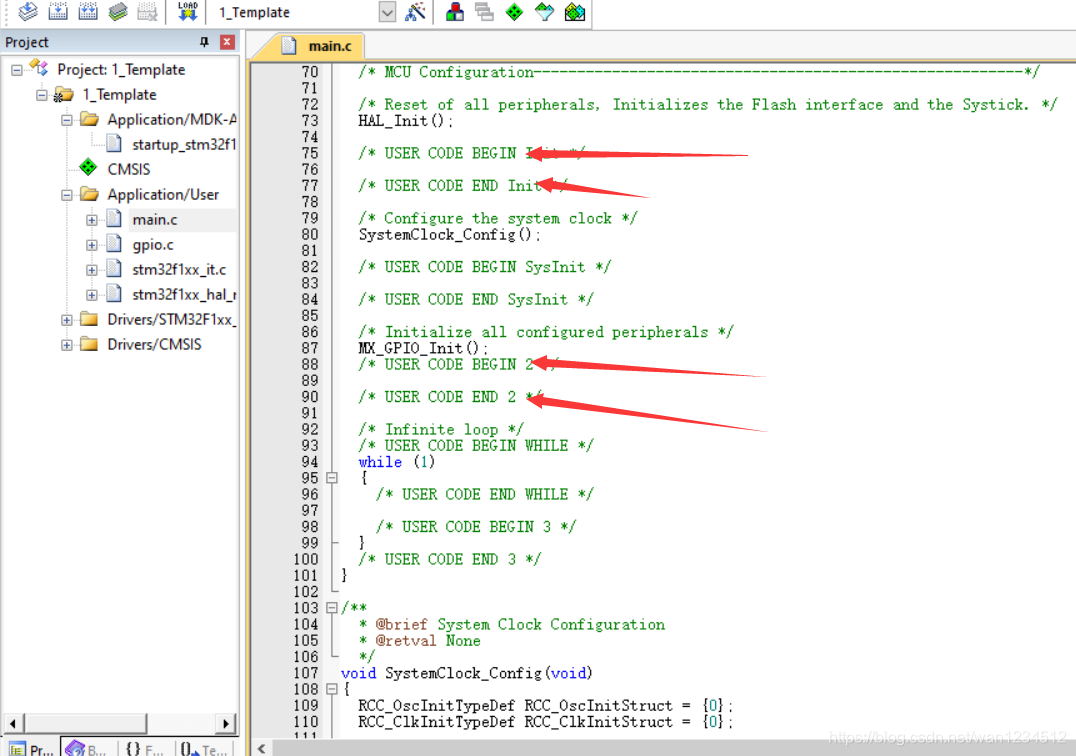 LOAD
1_Template
Project
Project: 1_Template
1_Template
Application/MDK-A
startup_stm32f1
CMSIS
Application/User
main.c
gpio.c
stm32f1xx_it.c
stm32f1xx_hal_
Drivers/STM32F1xx_
Drivers/CMSIS
Pr...
B...
{} F...
Te...
main.c
70 /* MCU Configuration--------------------------------------------------------*/
71
72 /* Reset of all peripherals, Initializes the Flash interface and the Systick. */
73 HAL_Init();
74
75 /* USER CODE BEGIN Init */
76
77 /* USER CODE END Init */
78
79 /* Configure the system clock */
80 SystemClock_Config();
81
82 /* USER CODE BEGIN SysInit */
83
84 /* USER CODE END SysInit */
85
86 /* Initialize all configured peripherals */
87 MX_GPIO_Init();
88 /* USER CODE BEGIN 2 */
89
90 /* USER CODE END 2 */
91
92 /* Infinite loop */
93 /* USER CODE BEGIN WHILE */
94 while (1)
95 {
96 /* USER CODE END WHILE */
97
98 /* USER CODE BEGIN 3 */
99 }
100 /* USER CODE END 3 */
101 }
102
103 /**
104 * @brief System Clock Configuration
105 * @retval None
106 */
107 void SystemClock_Config(void)
108 {
109 RCC_OscInitTypeDef RCC_OscInitStruct = {0};
110 RCC_ClkInitTypeDef RCC_ClkInitStruct = {0};
111
https://blog.csdn.net/wan1234512